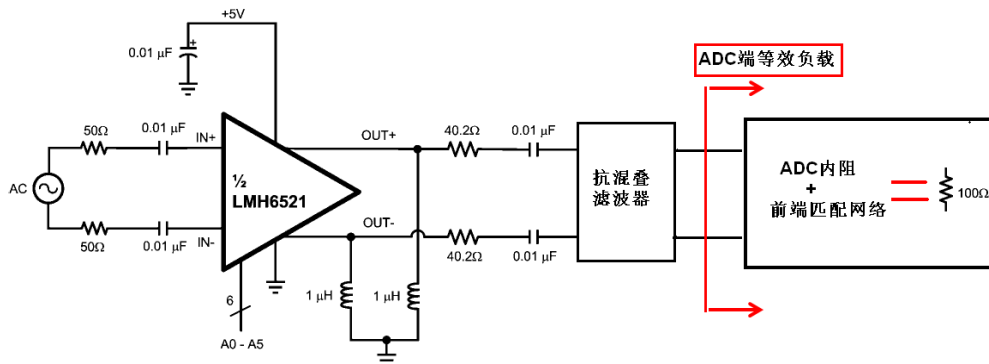 +5V
0.01 µF
+
ADC端等效负载
50Ω
0.01 µF
IN+
OUT+
40.2Ω
0.01 µF
AC
½
LMH6521
抗混叠
滤波器
ADC内阻
+
前端匹配网络
100Ω
50Ω
0.01 µF
IN-
OUT-
40.2Ω
0.01 µF
6
1 µH
1 µH
A0 - A5